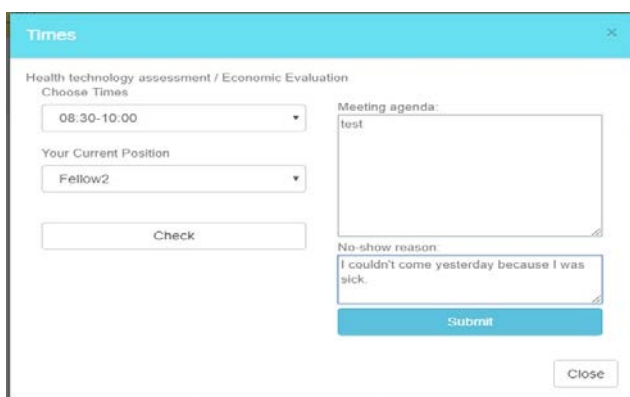 Times
×
Health technology assessment / Economic Evaluation
Choose Times
08:30-10:00
Your Current Position
Fellow2
Check
Meeting agenda:
test
No-show reason:
I couldn't come yesterday because I was
sick.
Submit
Close